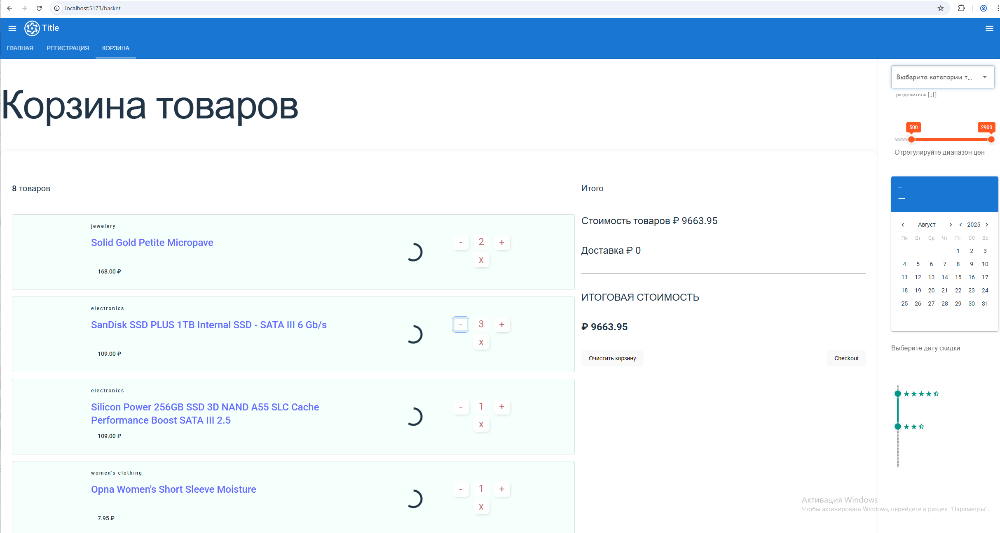 localhost:5173/basket
Title
ГЛАВНАЯ РЕГИСТРАЦИЯ КОРЗИНА
Корзина товаров
8 товаров
jewelery
Solid Gold Petite Micropave
168.00 ₽
- 2 +
x
electronics
SanDisk SSD PLUS 1TB Internal SSD - SATA III 6 Gb/s
109.00 ₽
- 3 +
x
electronics
Silicon Power 256GB SSD 3D NAND A55 SLC Cache
Performance Boost SATA III 2.5
109.00 ₽
- 1 +
x
women's clothing
Opna Women's Short Sleeve Moisture
7.95 ₽
- 1 +
x
Итого
Стоимость товаров ₽ 9663.95
Доставка ₽ 0
ИТОГОВАЯ СТОИМОСТЬ
₽ 9663.95
Очистить корзину Checkout
Выберите категории т...
разделитель [,;|]
500 2900
Отрегулируйте диапазон цен
—
—
Август 2025
Пн Вт Ср Чт Пт Сб Вс
1 2 3
4 5 6 7 8 9 10
11 12 13 14 15 16 17
18 19 20 21 22 23 24
25 26 27 28 29 30 31
Выберите дату скидки
Активация Windows
Чтобы активировать Windows, перейдите в раздел "Параметры".